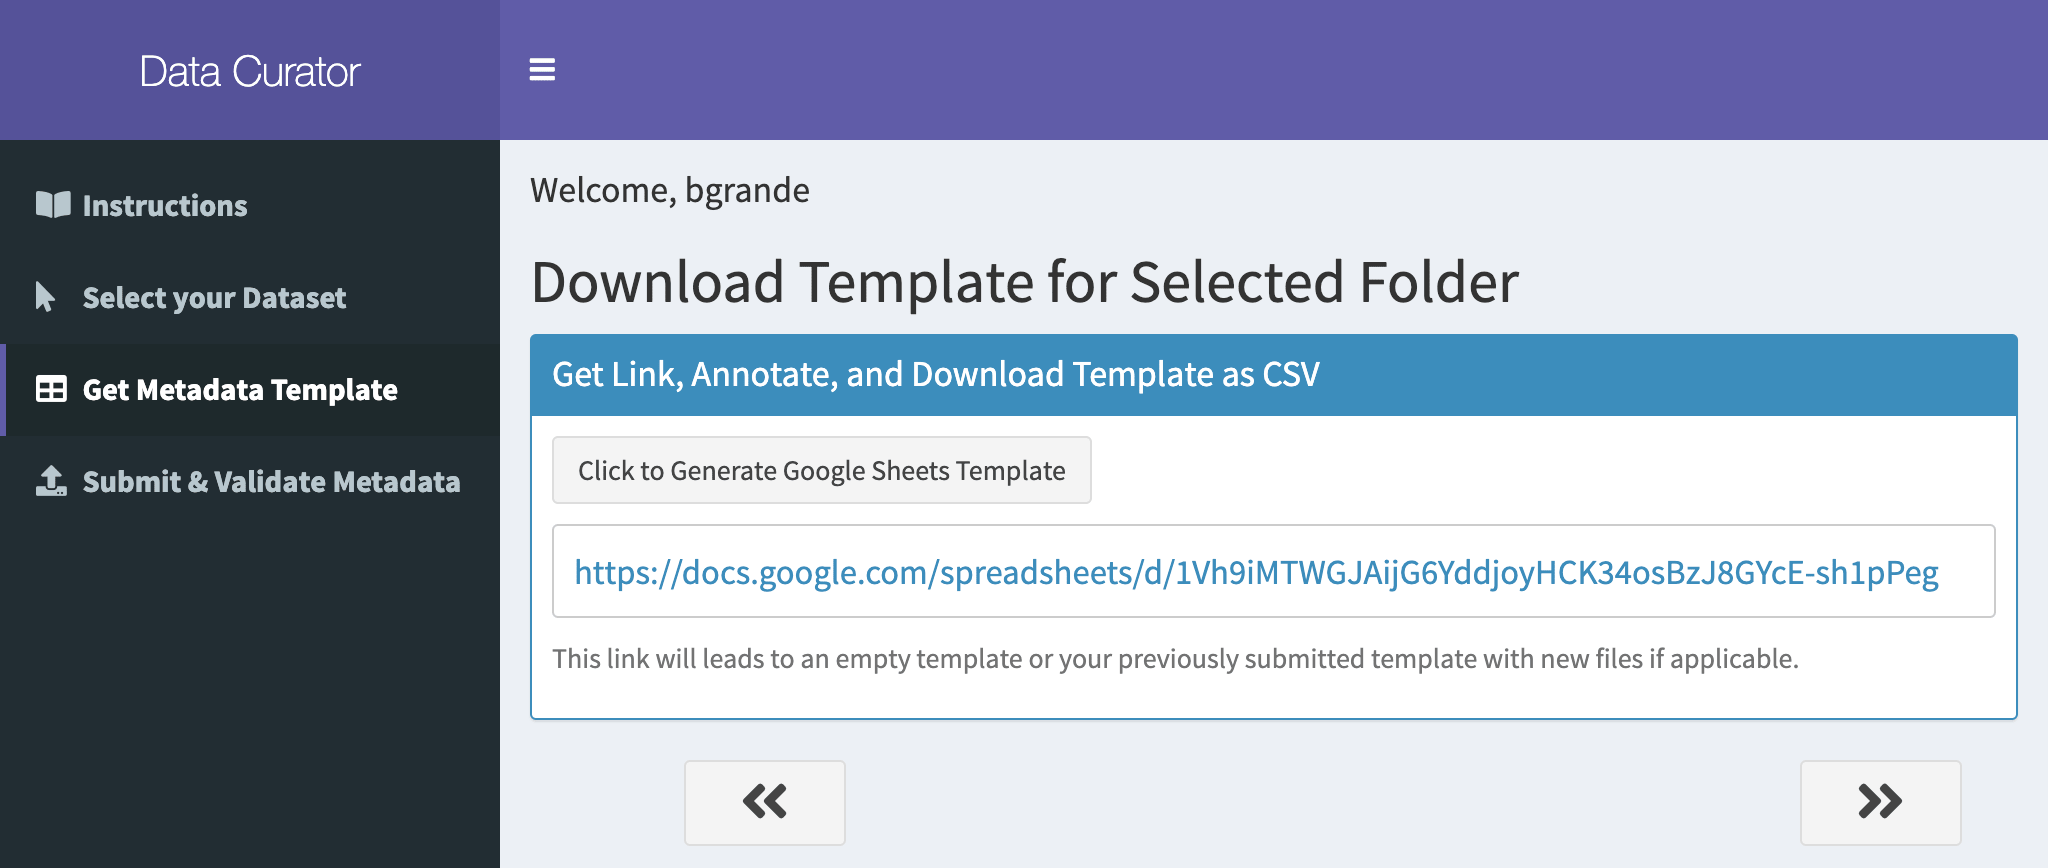 Data Curator
Instructions
Select your Dataset
Get Metadata Template
Submit & Validate Metadata
Welcome, bgrande
Download Template for Selected Folder
Get Link, Annotate, and Download Template as CSV
Click to Generate Google Sheets Template
https://docs.google.com/spreadsheets/d/1Vh9iMTWGJAijG6YddjoyHCK34osBzJ8GYcE-sh1pPeg
This link will leads to an empty template or your previously submitted template with new files if applicable.